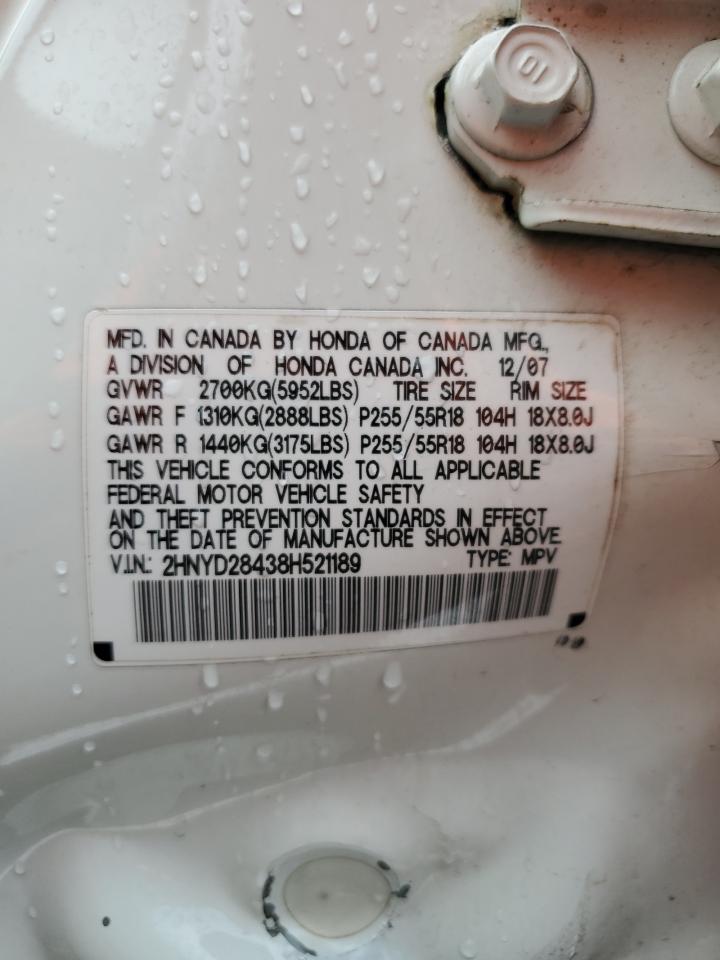 10
MFD. IN CANADA BY HONDA OF CANADA MFG.,
A DIVISION OF HONDA CANADA INC. 12/07
GVWR 2700KG(5952LBS) TIRE SIZE RIM SIZE
GAWR F 1310KG(2888LBS) P255/55R18 104H 18X8.0J
GAWR R 1440KG(3175LBS) P255/55R18 104H 18X8.0J
THIS VEHICLE CONFORMS TO ALL APPLICABLE
FEDERAL MOTOR VEHICLE SAFETY
AND THEFT PREVENTION STANDARDS IN EFFECT
ON THE DATE OF MANUFACTURE SHOWN ABOVE.
V.I.N.: 2HNYD28438H521189 TYPE: MPV